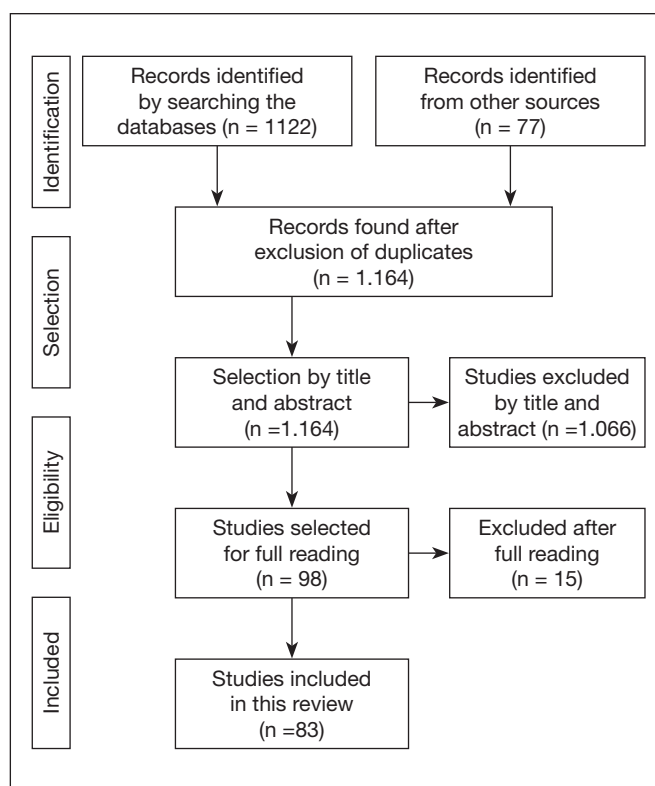 Identification
Records identified
by searching the
databases (n = 1122)
Records identified
from other sources
(n = 77)
Records found after
exclusion of duplicates
(n = 1.164)
Selection
Selection by title
and abstract
(n =1.164)
Studies excluded
by title and
abstract (n =1.066)
Eligibility
Studies selected
for full reading
(n = 98)
Excluded after
full reading
(n = 15)
Included
Studies included
in this review
(n =83)